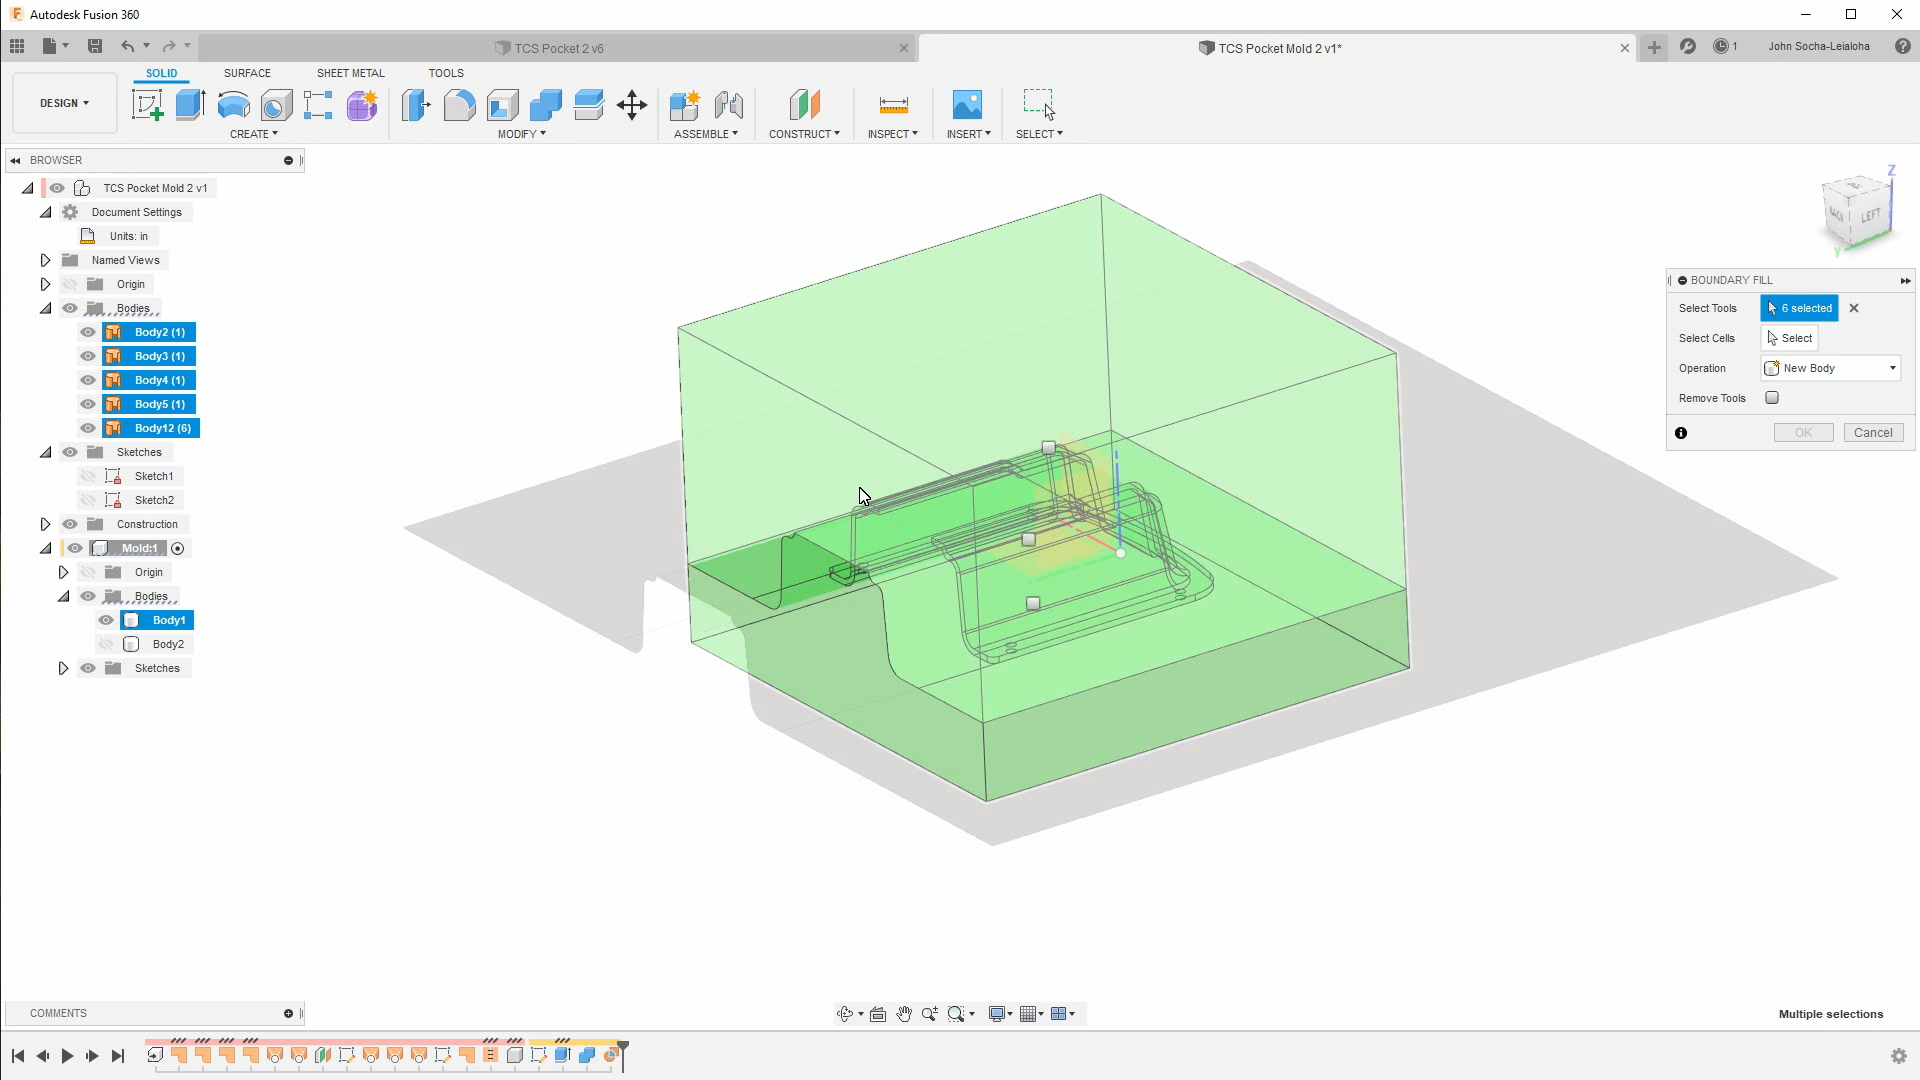 Autodesk Fusion 360
TCS Pocket 2 v6
TCS Pocket Mold 2 v1*
1
John Socha-Leialoha
DESIGN
SOLID
SURFACE
SHEET METAL
TOOLS
CREATE
MODIFY
ASSEMBLE
CONSTRUCT
INSPECT
INSERT
SELECT
BROWSER
TCS Pocket Mold 2 v1
Document Settings
Units: in
Named Views
Origin
Bodies
Body2 (1)
Body3 (1)
Body4 (1)
Body5 (1)
Body12 (6)
Sketches
Sketch1
Sketch2
Construction
Mold:1
Origin
Bodies
Body1
Body2
Sketches
Z
BACK
LEFT
Y
BOUNDARY FILL
Select Tools
6 selected
Select Cells
Select
Operation
New Body
Remove Tools
OK
Cancel
COMMENTS
Multiple selections